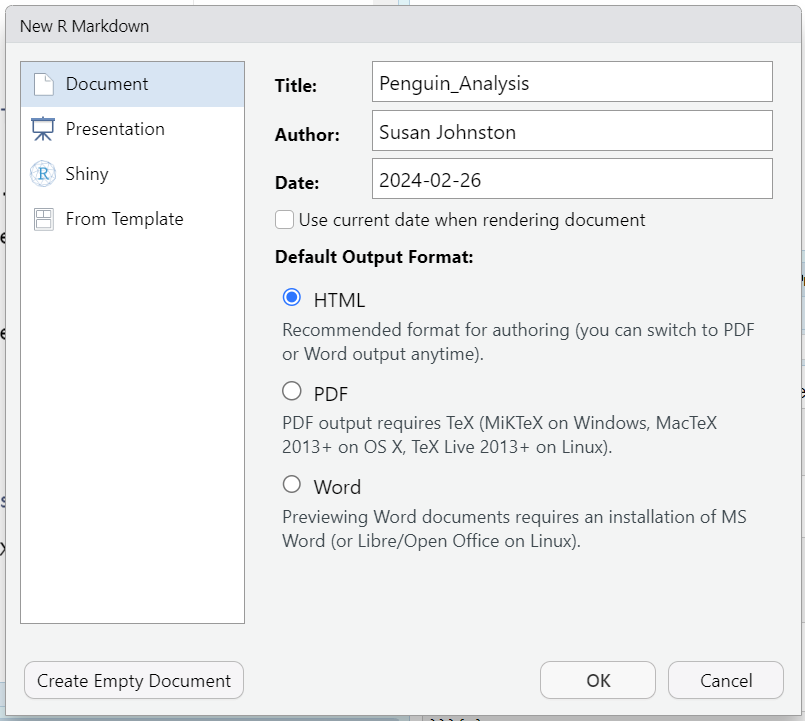 New R Markdown
Document
Presentation
R Shiny
From Template
Title: Penguin_Analysis
Author: Susan Johnston
Date: 2024-02-26
Use current date when rendering document
Default Output Format:
HTML
Recommended format for authoring (you can switch to PDF
or Word output anytime).
PDF
PDF output requires TeX (MiKTeX on Windows, MacTeX
2013+ on OS X, TeX Live 2013+ on Linux).
Word
Previewing Word documents requires an installation of MS
Word (or Libre/Open Office on Linux).
Create Empty Document
OK
Cancel